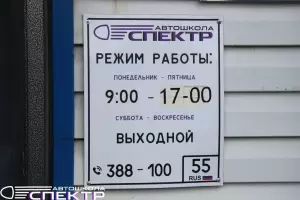 АВТОШКОЛА
СПЕКТР
РЕЖИМ РАБОТЫ:
ПОНЕДЕЛЬНИК - ПЯТНИЦА
9:00 - 17-00
СУББОТА - ВОСКРЕСЕНЬЕ
ВЫХОДНОЙ
388 - 100
55
RUS
АВТОШКОЛА
СПЕКТР